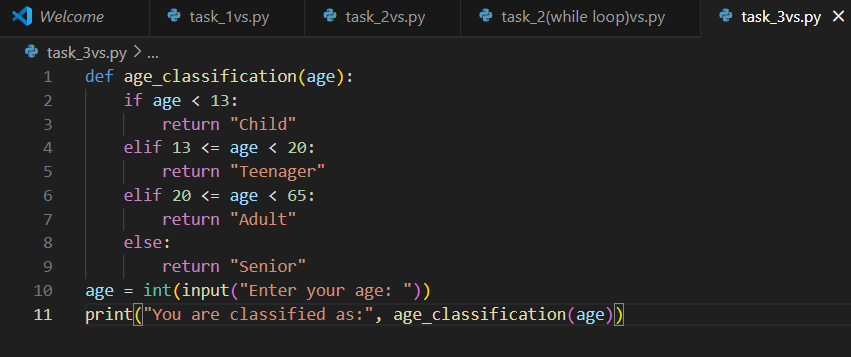 Welcome task_1vs.py task_2vs.py task_2(while loop)vs.py task_3vs.py
task_3vs.py > ...
1 def age_classification(age):
2     if age < 13:
3         return "Child"
4     elif 13 <= age < 20:
5         return "Teenager"
6     elif 20 <= age < 65:
7         return "Adult"
8     else:
9         return "Senior"
10 age = int(input("Enter your age: "))
11 print("You are classified as:", age_classification(age))